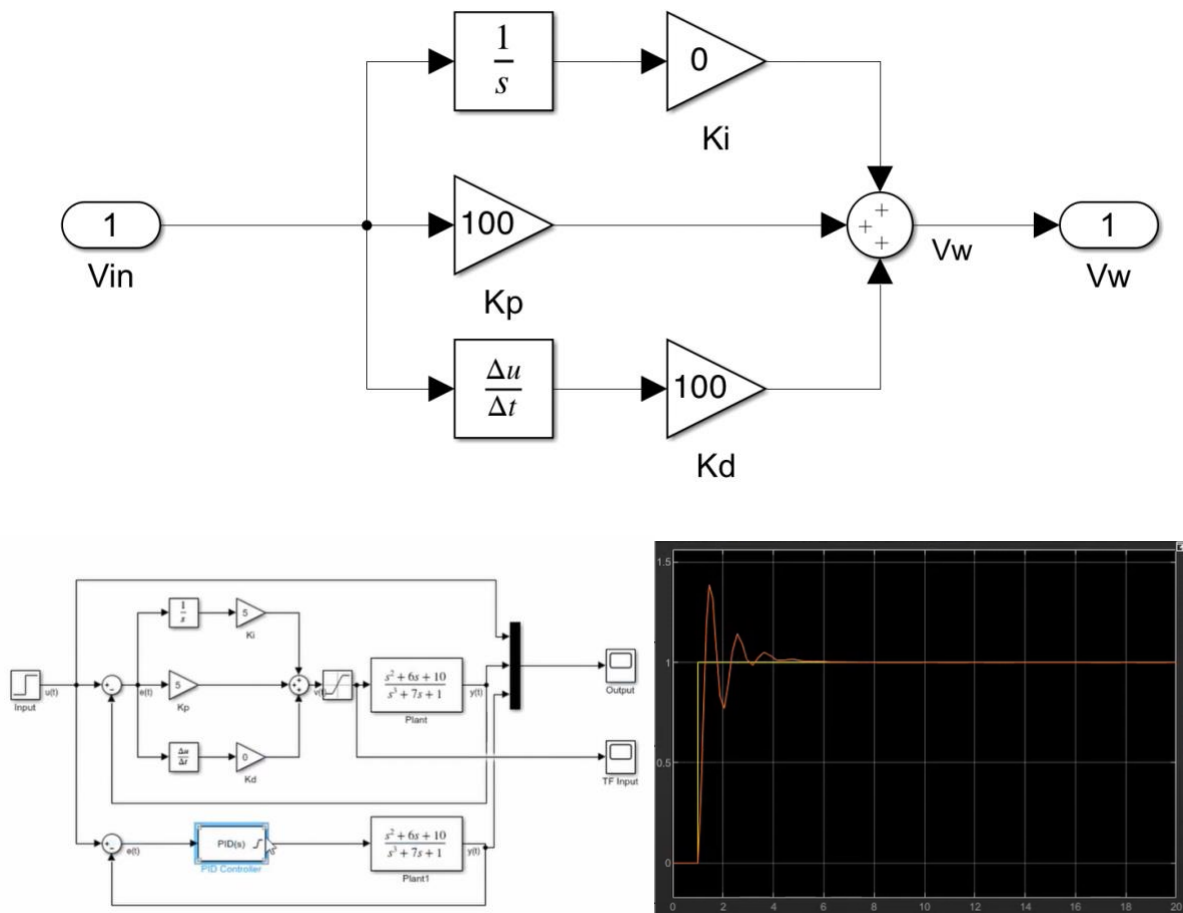 1
s
0
Ki
1
Vin
100
Kp
+
+
+
Vw
1
Vw
Δu
Δt
100
Kd
1
s
5
Ki
Input
u(t)
+
-
e(t)
5
Kp
v(t)
s² + 6s + 10
s³ + 7s + 1
Plant
y(t)
Output
Δu
Δt
0
Kd
TF Input
+
-
e(t)
PID(s)
PID Controller
s² + 6s + 10
s³ + 7s + 1
Plant1
y(t)
1.5
1
0.5
0
0 2 4 6 8 10 12 14 16 18 20